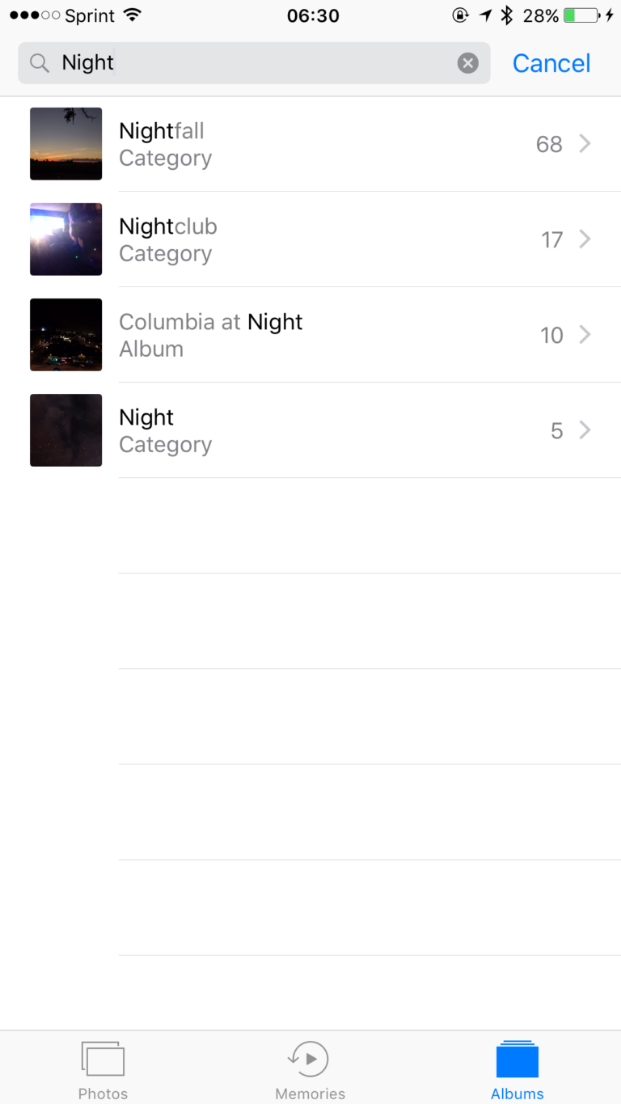 Sprint 06:30 28%
Night Cancel
Nightfall
Category
68
Nightclub
Category
17
Columbia at Night
Album
10
Night
Category
5
Photos Memories Albums